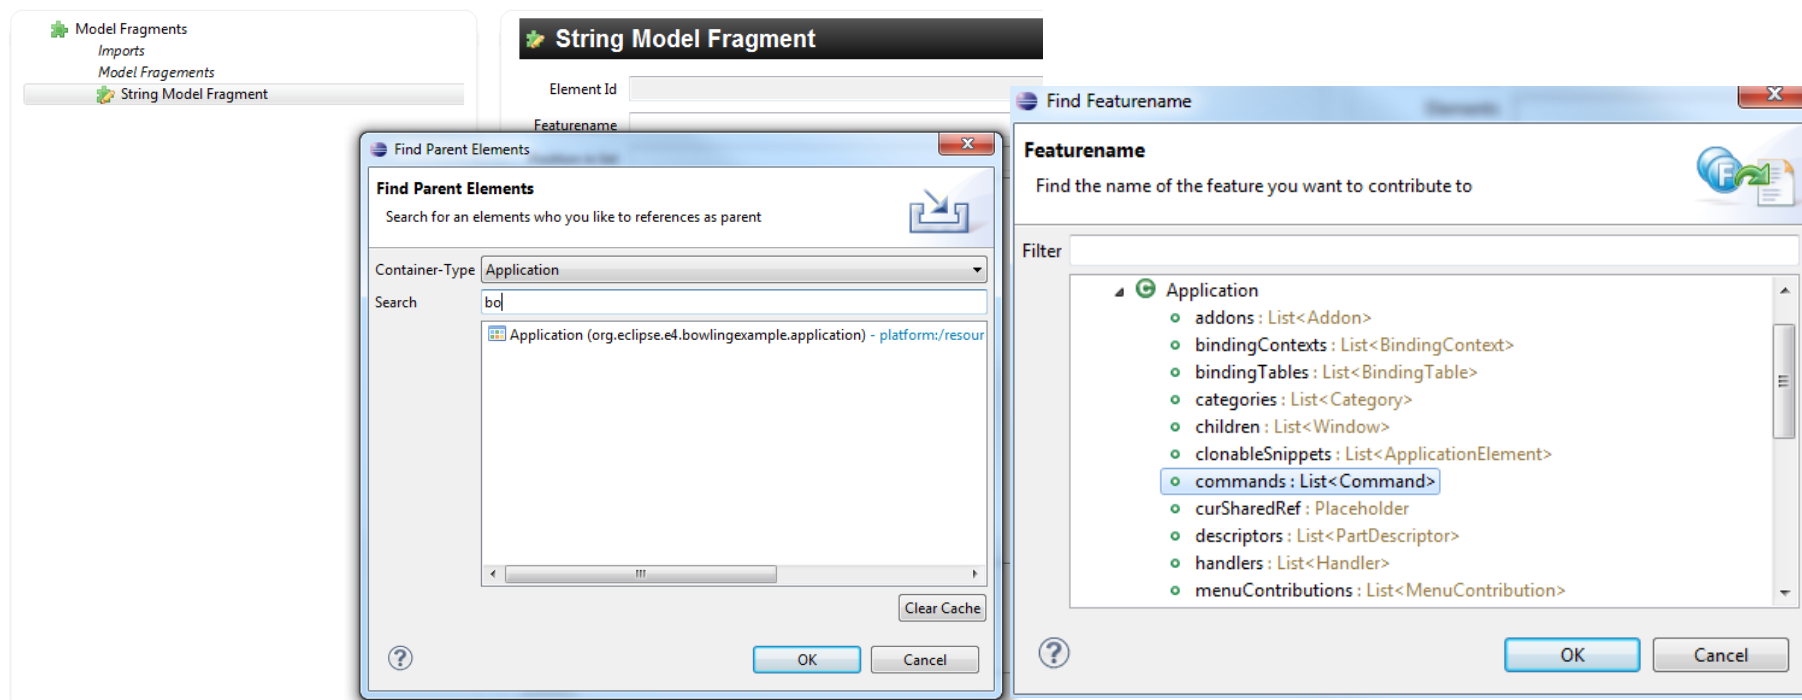 Model Fragments
Imports
Model Fragements
String Model Fragment
String Model Fragment
Element Id
Featurename
Find Parent Elements
Find Parent Elements
Search for an elements who you like to references as parent
Container-Type Application
Search bo
Application (org.eclipse.e4.bowlingexample.application) - platform:/resour
Clear Cache
OK Cancel
Find Featurename
Featurename
Find the name of the feature you want to contribute to
Filter
Application
addons : List<Addon>
bindingContexts : List<BindingContext>
bindingTables : List<BindingTable>
categories : List<Category>
children : List<Window>
clonableSnippets : List<ApplicationElement>
commands : List<Command>
curSharedRef : Placeholder
descriptors : List<PartDescriptor>
handlers : List<Handler>
menuContributions : List<MenuContribution>
OK Cancel